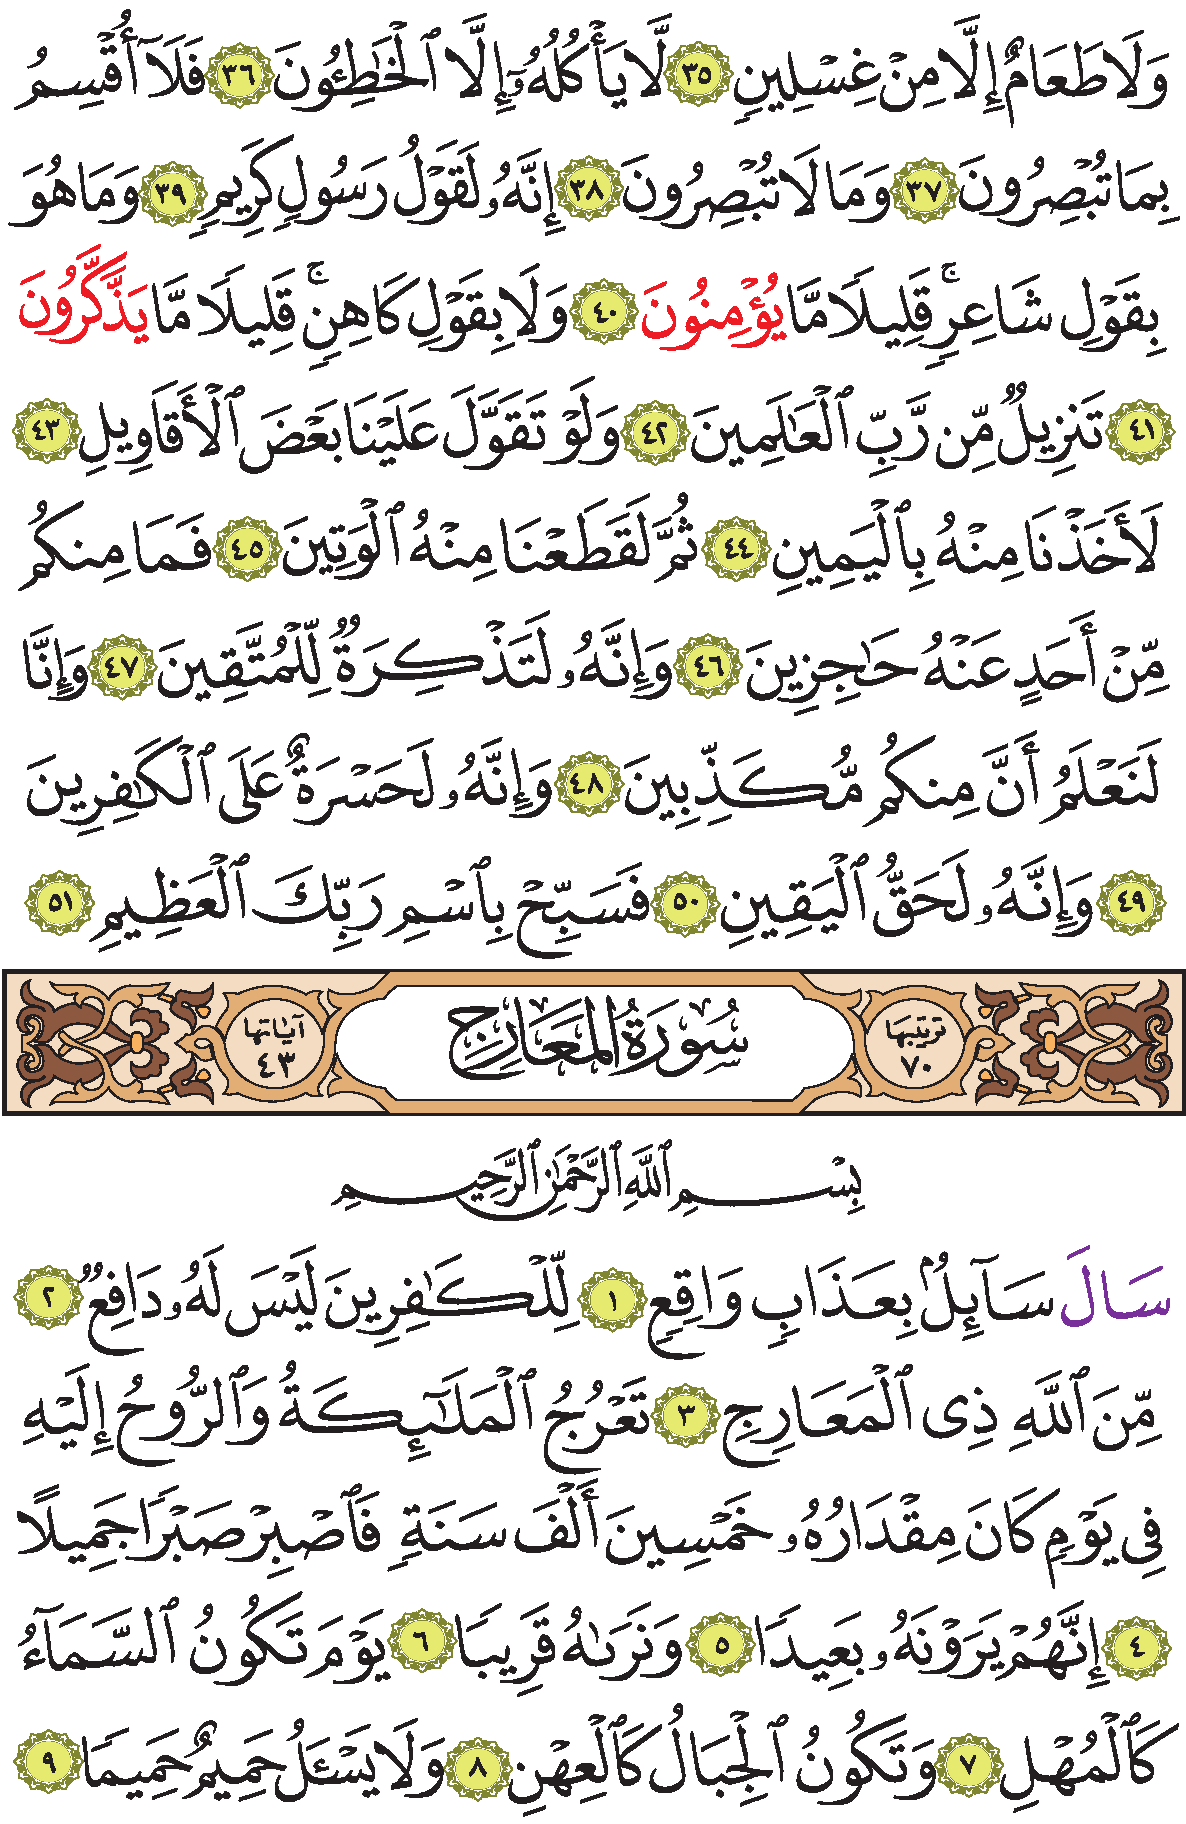 وَلَا طَعَامٌ إِلَّا مِنْ غِسْلِينٍ ٣٥ لَّا يَأْكُلُهُۥٓ إِلَّا ٱلْخَٰطِـُٔونَ ٣٦ فَلَآ أُقْسِمُ
بِمَا تُبْصِرُونَ ٣٧ وَمَا لَا تُبْصِرُونَ ٣٨ إِنَّهُۥ لَقَوْلُ رَسُولٍ كَرِيمٍ ٣٩ وَمَا هُوَ
بِقَوْلِ شَاعِرٍ ۚ قَلِيلًا مَّا يُؤْمِنُونَ ٤٠ وَلَا بِقَوْلِ كَاهِنٍ ۚ قَلِيلًا مَّا يَذَّكَّرُونَ
٤١ تَنزِيلٌ مِّن رَّبِّ ٱلْعَٰلَمِينَ ٤٢ وَلَوْ تَقَوَّلَ عَلَيْنَا بَعْضَ ٱلْأَقَاوِيلِ ٤٣
لَأَخَذْنَا مِنْهُ بِٱلْيَمِينِ ٤٤ ثُمَّ لَقَطَعْنَا مِنْهُ ٱلْوَتِينَ ٤٥ فَمَا مِنكُم
مِّنْ أَحَدٍ عَنْهُ حَٰجِزِينَ ٤٦ وَإِنَّهُۥ لَتَذْكِرَةٌ لِّلْمُتَّقِينَ ٤٧ وَإِنَّا
لَنَعْلَمُ أَنَّ مِنكُم مُّكَذِّبِينَ ٤٨ وَإِنَّهُۥ لَحَسْرَةٌ عَلَى ٱلْكَٰفِرِينَ
٤٩ وَإِنَّهُۥ لَحَقُّ ٱلْيَقِينِ ٥٠ فَسَبِّحْ بِٱسْمِ رَبِّكَ ٱلْعَظِيمِ ٥١
ترتيبها ٧٠ سُورَةُ المَعَارِجِ آياتها ٤٣
بِسْمِ ٱللَّهِ ٱلرَّحْمَٰنِ ٱلرَّحِيمِ
سَالَ سَآئِلٌۢ بِعَذَابٍ وَاقِعٍ ١ لِّلْكَٰفِرِينَ لَيْسَ لَهُۥ دَافِعٌ ٢
مِّنَ ٱللَّهِ ذِى ٱلْمَعَارِجِ ٣ تَعْرُجُ ٱلْمَلَٰٓئِكَةُ وَٱلرُّوحُ إِلَيْهِ
فِى يَوْمٍ كَانَ مِقْدَارُهُۥ خَمْسِينَ أَلْفَ سَنَةٍ فَٱصْبِرْ صَبْرًا جَمِيلًا
٤ إِنَّهُمْ يَرَوْنَهُۥ بَعِيدًا ٥ وَنَرَىٰهُ قَرِيبًا ٦ يَوْمَ تَكُونُ ٱلسَّمَآءُ
كَٱلْمُهْلِ ٧ وَتَكُونُ ٱلْجِبَالُ كَٱلْعِهْنِ ٨ وَلَا يَسْـَٔلُ حَمِيمٌ حَمِيمًا ٩